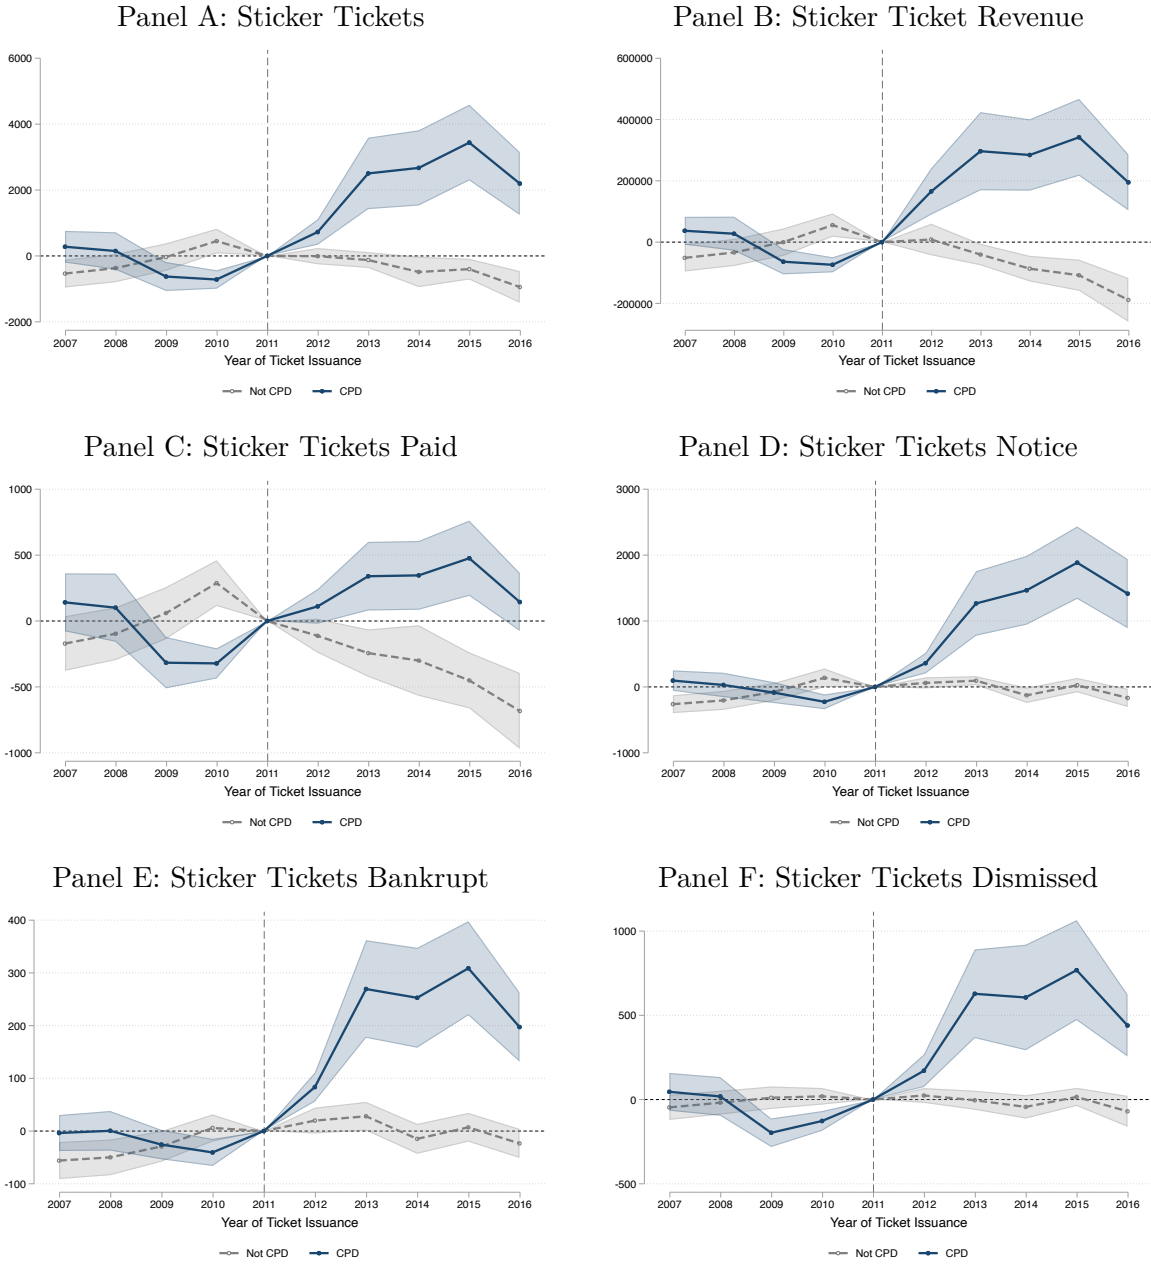 Panel A: Sticker Tickets
6000
4000
2000
0
-2000
2007 2008 2009 2010 2011 2012 2013 2014 2015 2016
Year of Ticket Issuance
Not CPD CPD
Panel B: Sticker Ticket Revenue
600000
400000
200000
0
-200000
2007 2008 2009 2010 2011 2012 2013 2014 2015 2016
Year of Ticket Issuance
Not CPD CPD
Panel C: Sticker Tickets Paid
1000
500
0
-500
-1000
2007 2008 2009 2010 2011 2012 2013 2014 2015 2016
Year of Ticket Issuance
Not CPD CPD
Panel D: Sticker Tickets Notice
3000
2000
1000
0
-1000
2007 2008 2009 2010 2011 2012 2013 2014 2015 2016
Year of Ticket Issuance
Not CPD CPD
Panel E: Sticker Tickets Bankrupt
400
300
200
100
0
-100
2007 2008 2009 2010 2011 2012 2013 2014 2015 2016
Year of Ticket Issuance
Not CPD CPD
Panel F: Sticker Tickets Dismissed
1000
500
0
-500
2007 2008 2009 2010 2011 2012 2013 2014 2015 2016
Year of Ticket Issuance
Not CPD CPD